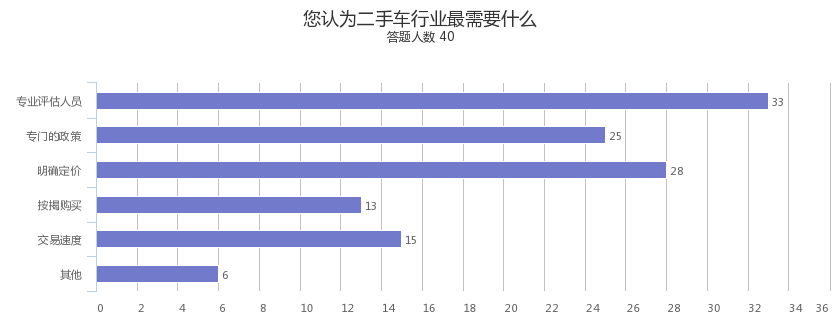 您认为二手车行业最需要什么
答题人数 40
专业评估人员 33
专门的政策 25
明确定价 28
按揭购买 13
交易速度 15
其他 6
0 2 4 6 8 10 12 14 16 18 20 22 24 26 28 30 32 34 36